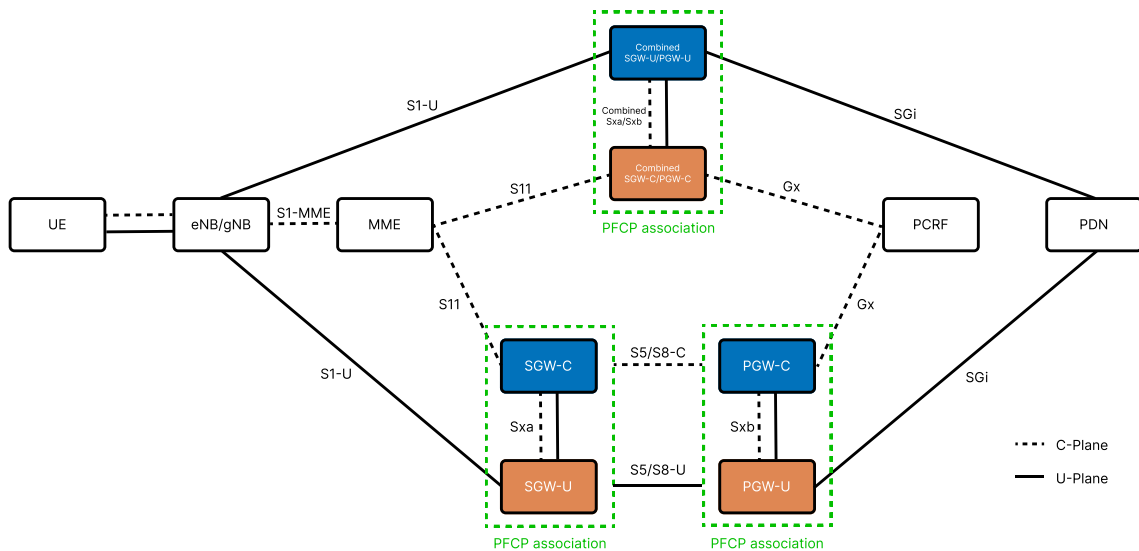 Combined
SGW-U/PGW-U
S1-U
Combined
Sxa/Sxb
SGi
Combined
SGW-C/PGW-C
S11
Gx
UE
eNB/gNB
S1-MME
MME
PCRF
PDN
PFCP association
S11
Gx
S1-U
SGW-C
S5/S8-C
PGW-C
SGi
Sxa
Sxb
C-Plane
S5/S8-U
U-Plane
SGW-U
PGW-U
PFCP association
PFCP association